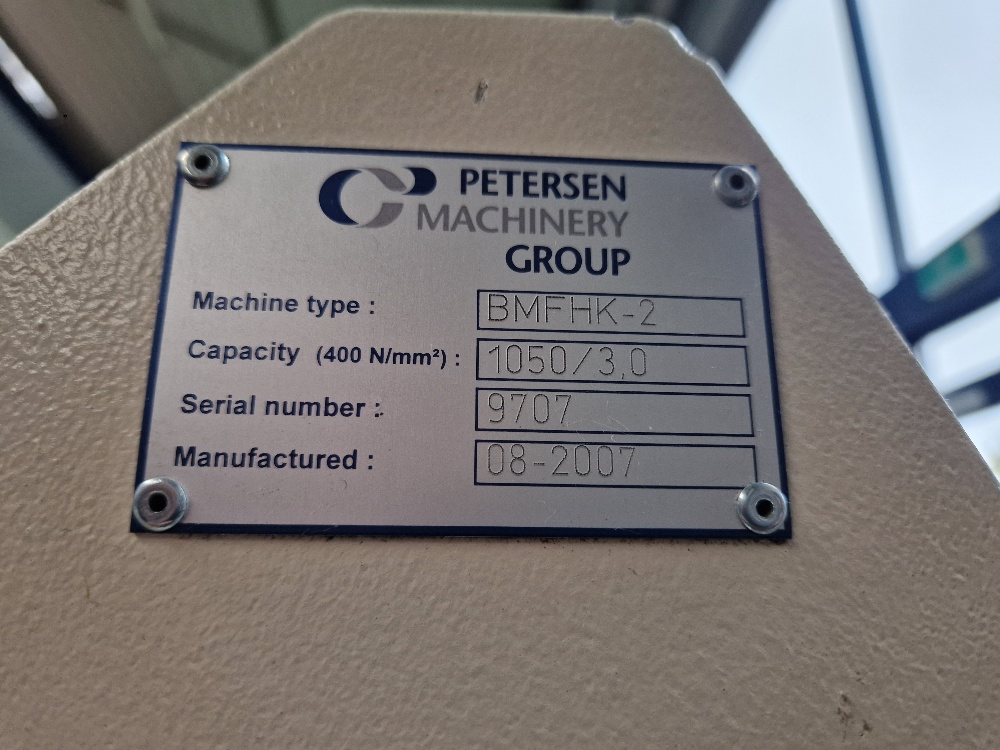 PETERSEN
MACHINERY
GROUP
Machine type : BMFHK-2
Capacity (400 N/mm²) : 1050/3,0
Serial number : 9707
Manufactured : 08-2007